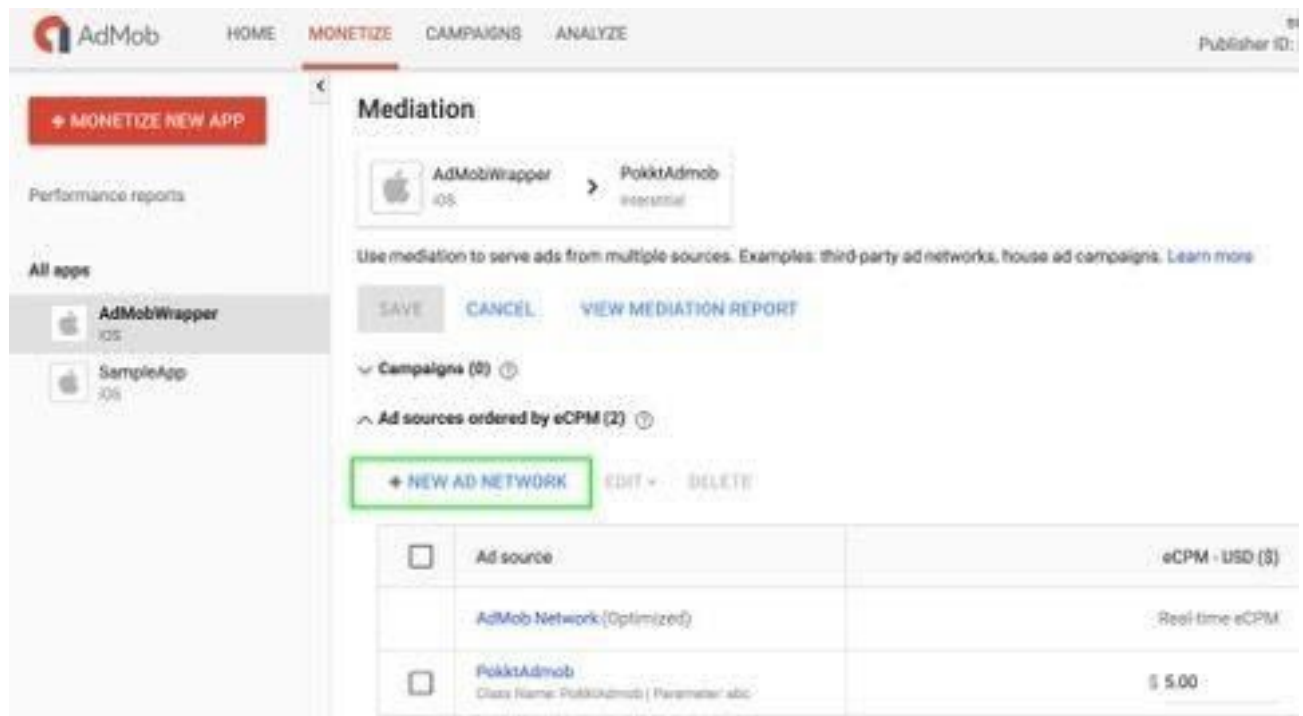 AdMob HOME MONETIZE CAMPAIGNS ANALYZE
Publisher ID:
<
+ MONETIZE NEW APP
Performance reports
All apps
AdMobWrapper
iOS
SampleApp
iOS
Mediation
AdMobWrapper > PokktAdmob
iOS Interstitial
Use mediation to serve ads from multiple sources. Examples: third-party ad networks, house ad campaigns. Learn more
SAVE CANCEL VIEW MEDIATION REPORT
Campaigns (0) ?
Ad sources ordered by eCPM (2) ?
+ NEW AD NETWORK EDIT DELETE
Ad source eCPM - USD ($)
AdMob Network (Optimized) Real-time eCPM
PokktAdmob $ 5.00
Class Name: PokktAdmob | Parameter: abc